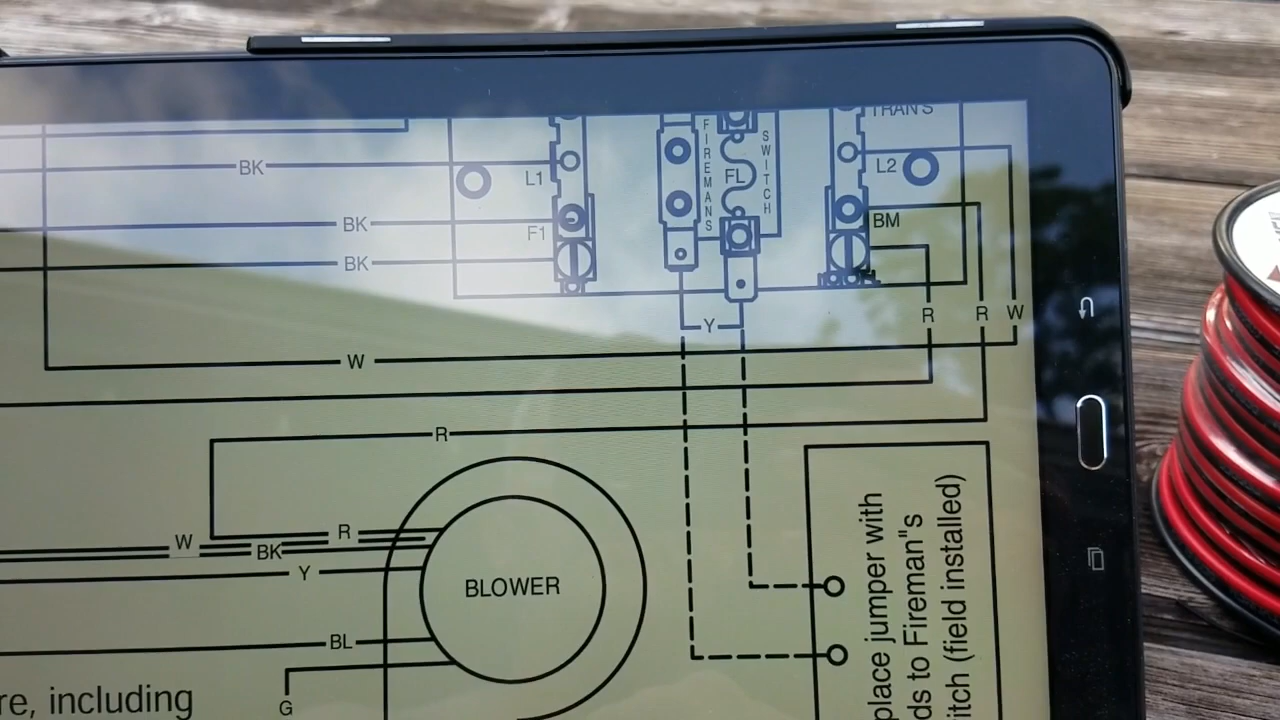 TRAN'S
BK
L1
FIREMANS
FL
SWITCH
L2
BK
F1
BM
BK
Y
R
R
W
W
R
W
R
BK
Y
BLOWER
BL
G
re, including
place jumper with
ds to Fireman"s
itch (field installed)